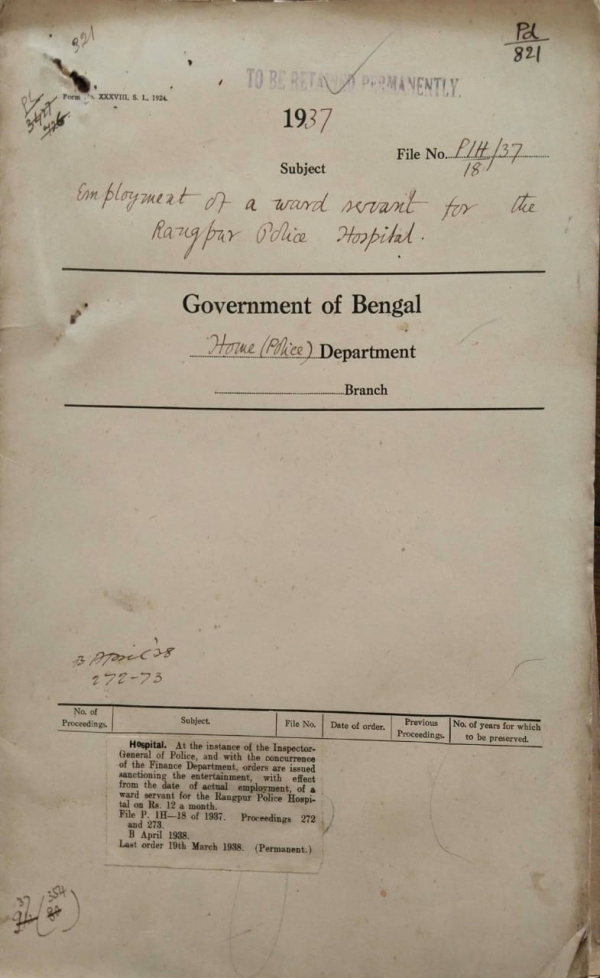 321
Pd
821
TO BE RETAINED PERMANENTLY.
XXXVIII, S. I., 1924.
1937
File No. P1H/37
18
Subject
Employment of a ward servant for the
Rangpur Police Hospital.
Government of Bengal
Home (Police) Department
Branch
B April '38
272-73
No. of Proceedings. Subject. File No. Date of order. Previous Proceedings. No. of years for which to be preserved.
Hospital. At the instance of the Inspector-
General of Police, and with the concurrence
of the Finance Department, orders are issued
sanctioning the entertainment, with effect
from the date of actual employment, of a
ward servant for the Rangpur Police Hospi-
tal on Rs. 12 a month.
File P. 1H—18 of 1937. Proceedings 272
and 273.
B April 1938.
Last order 19th March 1938. (Permanent.)
37
354